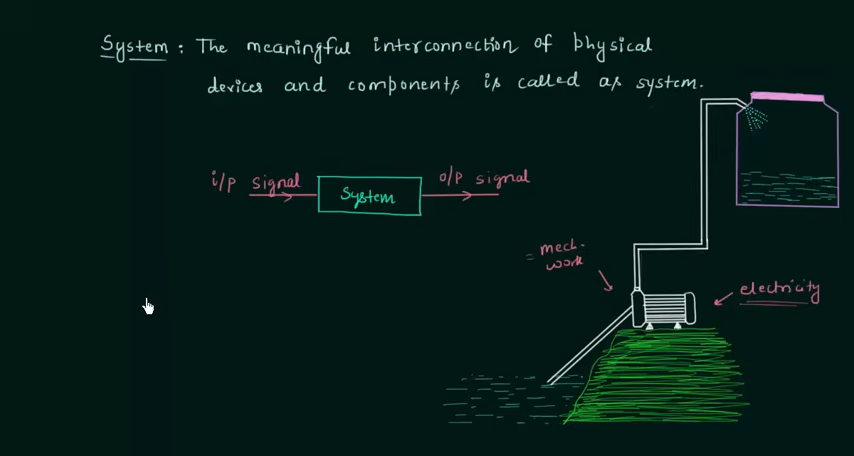 System : The meaningful interconnection of physical
devices and components is called as system.
i/p signal
System
o/p signal
= mech.
work
electricity